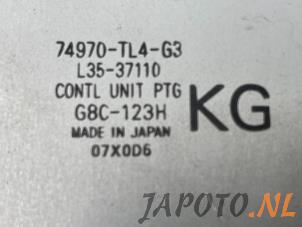 74970-TL4-G3
L35-37110
CONTL UNIT PTG
G8C-123H
KG
MADE IN JAPAN
07X0D6
JAPOTO.NL